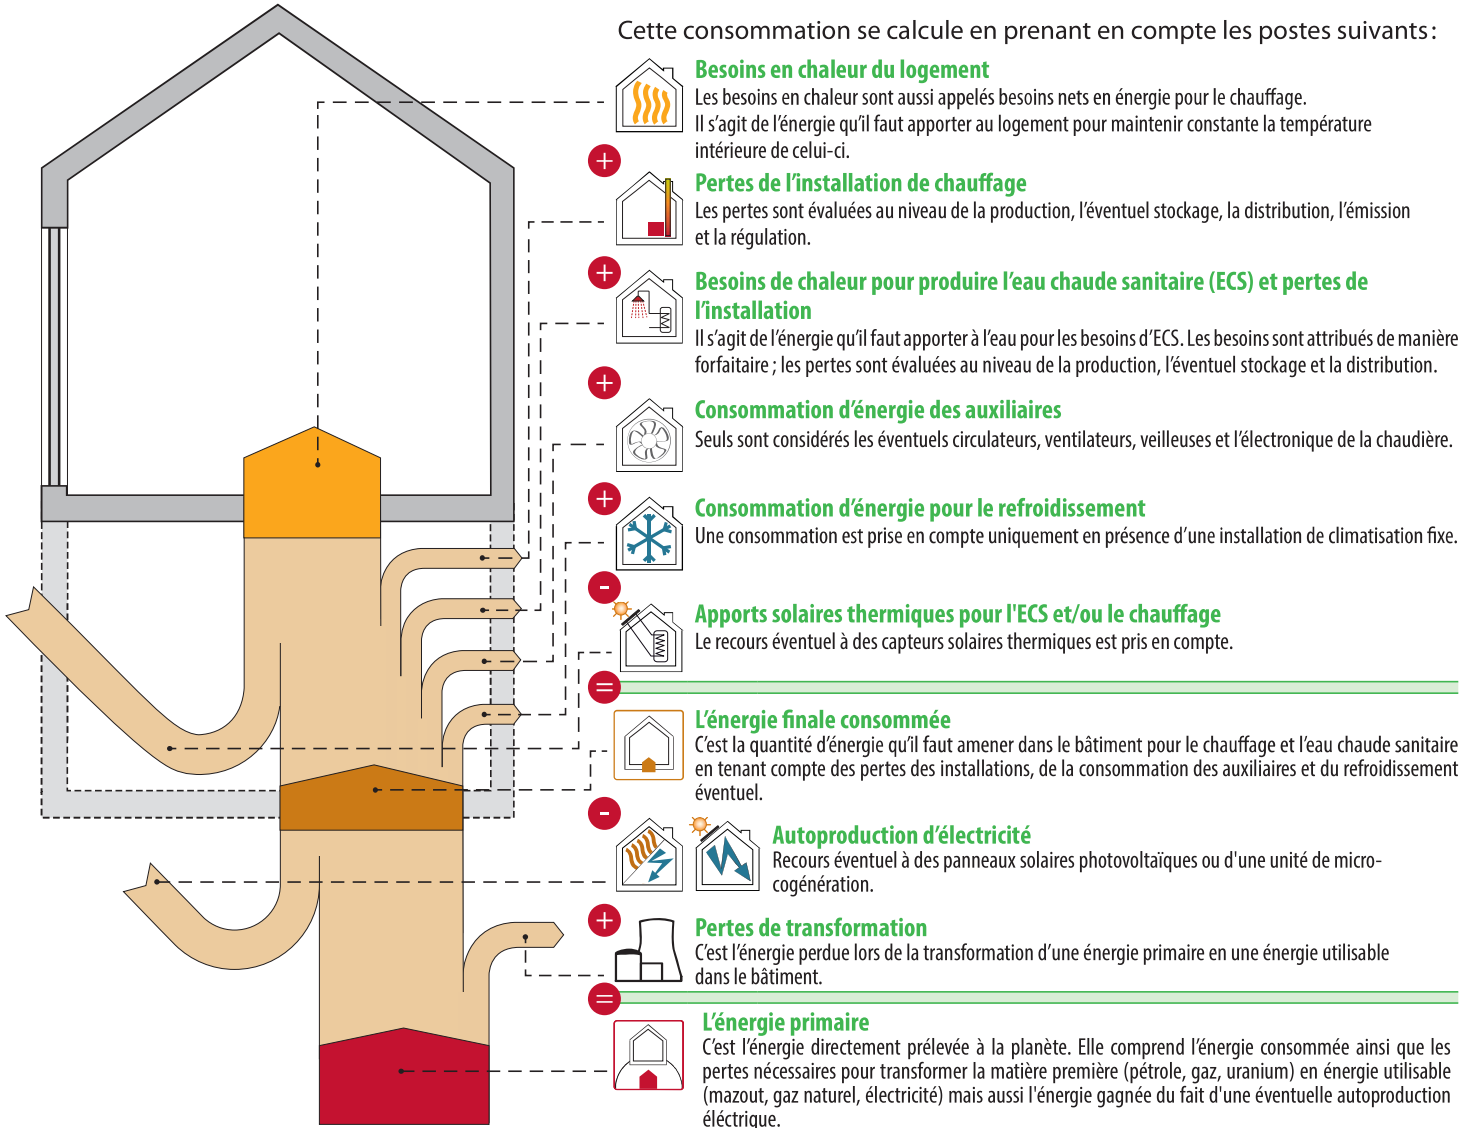 Cette consommation se calcule en prenant en compte les postes suivants :
Besoins en chaleur du logement
Les besoins en chaleur sont aussi appelés besoins nets en énergie pour le chauffage.
Il s'agit de l'énergie qu'il faut apporter au logement pour maintenir constante la température
intérieure de celui-ci.
+
Pertes de l'installation de chauffage
Les pertes sont évaluées au niveau de la production, l'éventuel stockage, la distribution, l'émission
et la régulation.
+
Besoins de chaleur pour produire l'eau chaude sanitaire (ECS) et pertes de
l'installation
Il s'agit de l'énergie qu'il faut apporter à l'eau pour les besoins d'ECS. Les besoins sont attribués de manière
forfaitaire ; les pertes sont évaluées au niveau de la production, l'éventuel stockage et la distribution.
+
Consommation d'énergie des auxiliaires
Seuls sont considérés les éventuels circulateurs, ventilateurs, veilleuses et l'électronique de la chaudière.
+
Consommation d'énergie pour le refroidissement
Une consommation est prise en compte uniquement en présence d'une installation de climatisation fixe.
-
Apports solaires thermiques pour l'ECS et/ou le chauffage
Le recours éventuel à des capteurs solaires thermiques est pris en compte.
=
L'énergie finale consommée
C'est la quantité d'énergie qu'il faut amener dans le bâtiment pour le chauffage et l'eau chaude sanitaire
en tenant compte des pertes des installations, de la consommation des auxiliaires et du refroidissement
éventuel.
-
Autoproduction d'électricité
Recours éventuel à des panneaux solaires photovoltaïques ou d'une unité de micro-
cogénération.
+
Pertes de transformation
C'est l'énergie perdue lors de la transformation d'une énergie primaire en une énergie utilisable
dans le bâtiment.
=
L'énergie primaire
C'est l'énergie directement prélevée à la planète. Elle comprend l'énergie consommée ainsi que les
pertes nécessaires pour transformer la matière première (pétrole, gaz, uranium) en énergie utilisable
(mazout, gaz naturel, électricité) mais aussi l'énergie gagnée du fait d'une éventuelle autoproduction
éléctrique.